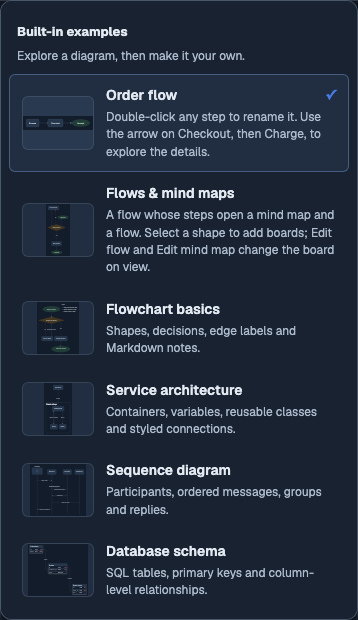 Built-in examples
Explore a diagram, then make it your own.
Order flow
Double-click any step to rename it. Use
the arrow on Checkout, then Charge, to
explore the details.
Flows & mind maps
A flow whose steps open a mind map and
a flow. Select a shape to add boards; Edit
flow and Edit mind map change the board
on view.
Flowchart basics
Shapes, decisions, edge labels and
Markdown notes.
Service architecture
Containers, variables, reusable classes
and styled connections.
Sequence diagram
Participants, ordered messages, groups
and replies.
Database schema
SQL tables, primary keys and column-
level relationships.